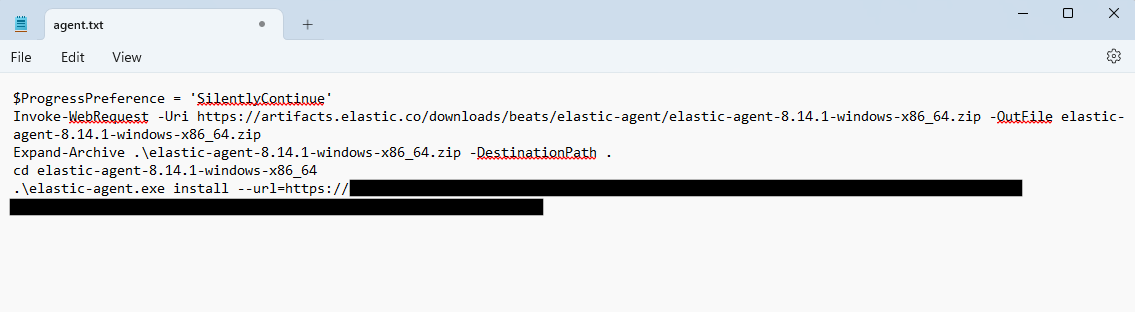 agent.txt
File Edit View
$ProgressPreference = 'SilentlyContinue'
Invoke-WebRequest -Uri https://artifacts.elastic.co/downloads/beats/elastic-agent/elastic-agent-8.14.1-windows-x86_64.zip -OutFile elastic-
agent-8.14.1-windows-x86_64.zip
Expand-Archive .\elastic-agent-8.14.1-windows-x86_64.zip -DestinationPath .
cd elastic-agent-8.14.1-windows-x86_64
.\elastic-agent.exe install --url=https://